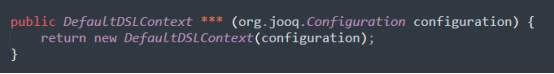 public DefaultDSLContext *** (org.jooq.Configuration configuration) {
    return new DefaultDSLContext(configuration);
}